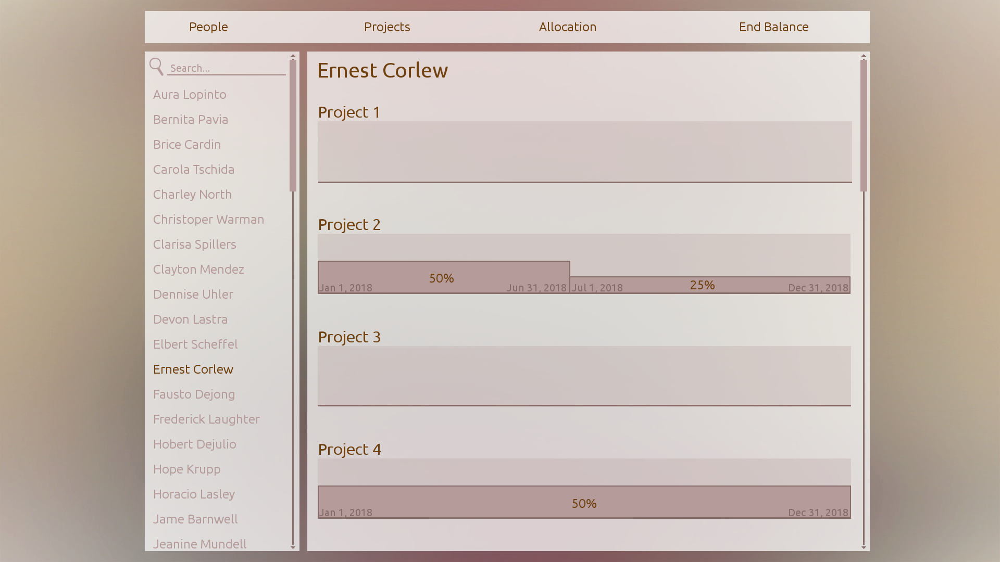 People Projects Allocation End Balance
Search...
Aura Lopinto
Bernita Pavia
Brice Cardin
Carola Tschida
Charley North
Christoper Warman
Clarisa Spillers
Clayton Mendez
Dennise Uhler
Devon Lastra
Elbert Scheffel
Ernest Corlew
Fausto Dejong
Frederick Laughter
Hobert Dejulio
Hope Krupp
Horacio Lasley
Jame Barnwell
Jeanine Mundell
Ernest Corlew
Project 1
Project 2
50%
Jan 1, 2018 Jun 31, 2018
25%
Jul 1, 2018 Dec 31, 2018
Project 3
Project 4
50%
Jan 1, 2018 Dec 31, 2018